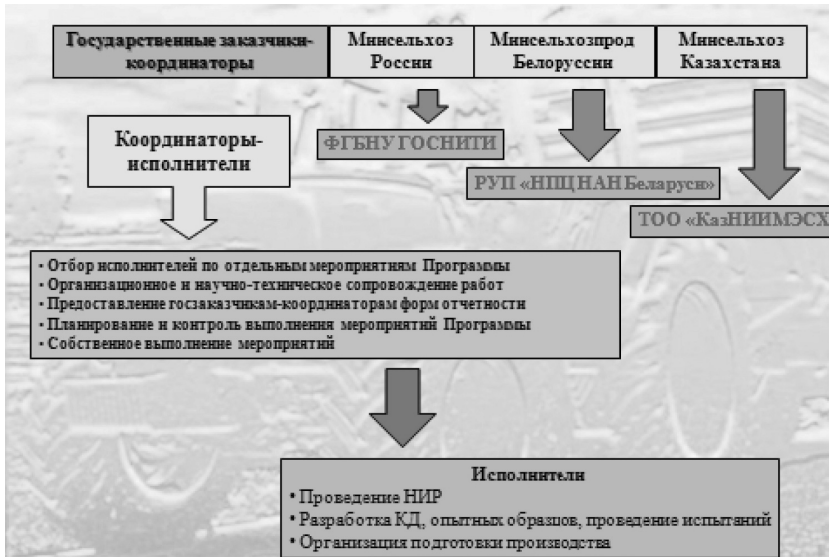 Государственные заказчики-
координаторы
Минсельхоз
России
Минсельхозпрод
Белоруссии
Минсельхоз
Казахстана
Координаторы-
исполнители
ФГБНУ ГОСНИТИ
РУП «НПЦ НАН Беларуси»
ТОО «КазНИИМЭСХ
• Отбор исполнителей по отдельным мероприятиям Программы
• Организационное и научно-техническое сопровождение работ
• Предоставление госзаказчикам-координаторам форм отчетности
• Планирование и контроль выполнения мероприятий Программы
• Собственное выполнение мероприятий
Исполнители
• Проведение НИР
• Разработка КД, опытных образцов, проведение испытаний
• Организация подготовки производства